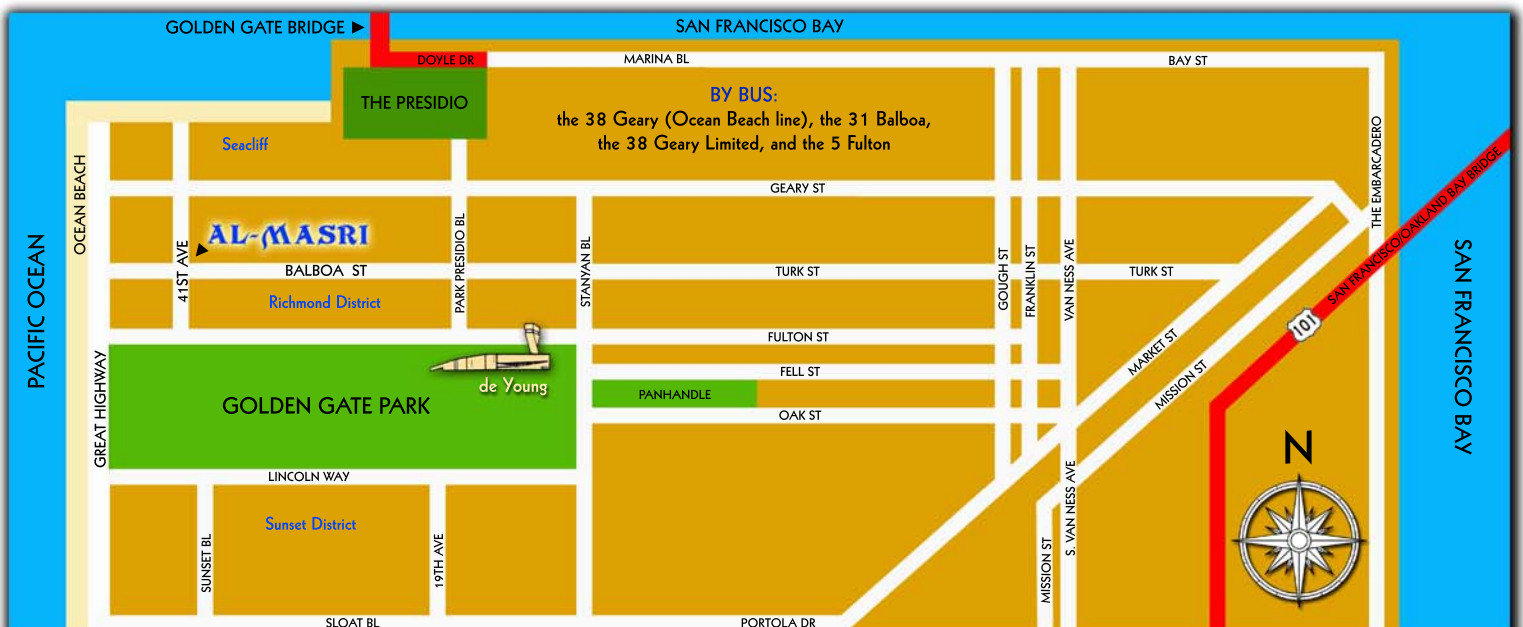 GOLDEN GATE BRIDGE
SAN FRANCISCO BAY
DOYLE DR
MARINA BL
BAY ST
THE PRESIDIO
BY BUS:
the 38 Geary (Ocean Beach line), the 31 Balboa,
the 38 Geary Limited, and the 5 Fulton
Seacliff
OCEAN BEACH
THE EMBARCADERO
SAN FRANCISCO/OAKLAND BAY BRIDGE
GEARY ST
AL-MASRI
41ST AVE
BALBOA ST
PARK PRESIDIO BL
STANYAN BL
TURK ST
GOUGH ST
FRANKLIN ST
VAN NESS AVE
TURK ST
PACIFIC OCEAN
SAN FRANCISCO BAY
Richmond District
101
FULTON ST
MARKET ST
MISSION ST
FELL ST
de Young
PANHANDLE
GOLDEN GATE PARK
GREAT HIGHWAY
OAK ST
N
LINCOLN WAY
Sunset District
SUNSET BL
19TH AVE
S. VAN NESS AVE
MISSION ST
SLOAT BL
PORTOLA DR